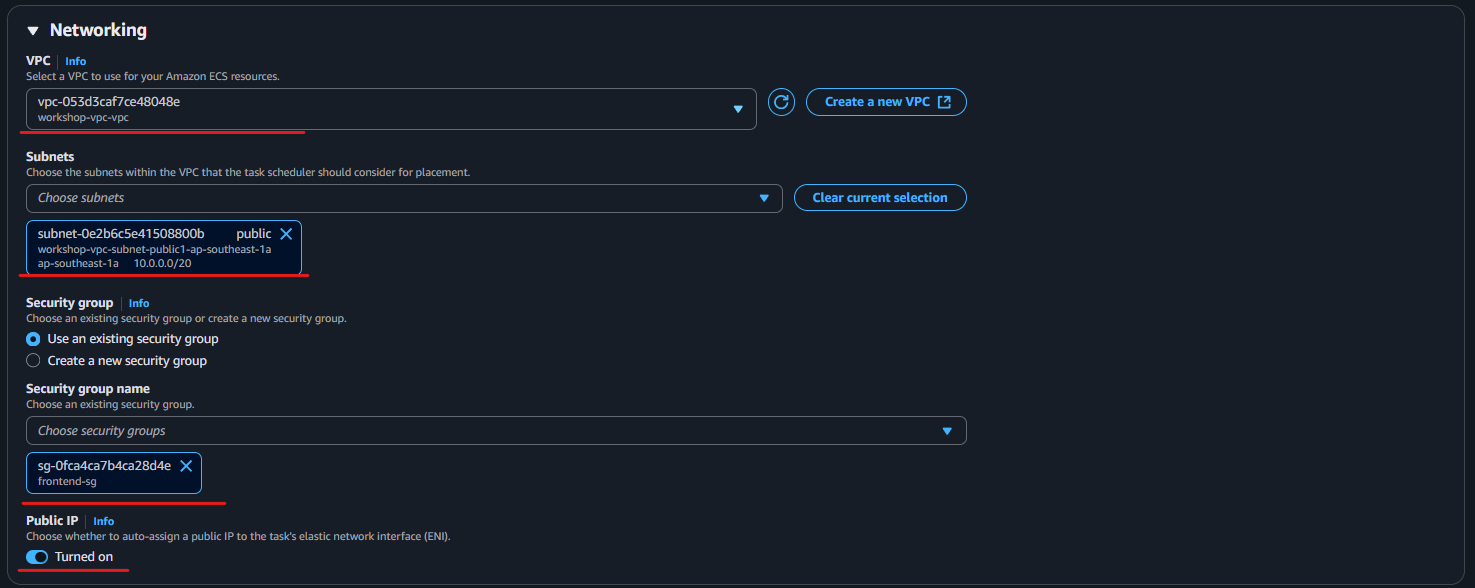 Networking
VPC Info
Select a VPC to use for your Amazon ECS resources.
vpc-053d3caf7ce48048e
workshop-vpc-vpc
Create a new VPC
Subnets
Choose the subnets within the VPC that the task scheduler should consider for placement.
Choose subnets
Clear current selection
subnet-0e2b6c5e41508800b public
workshop-vpc-subnet-public1-ap-southeast-1a
ap-southeast-1a 10.0.0.0/20
Security group Info
Choose an existing security group or create a new security group.
Use an existing security group
Create a new security group
Security group name
Choose an existing security group.
Choose security groups
sg-0fca4ca7b4ca28d4e
frontend-sg
Public IP Info
Choose whether to auto-assign a public IP to the task's elastic network interface (ENI).
Turned on